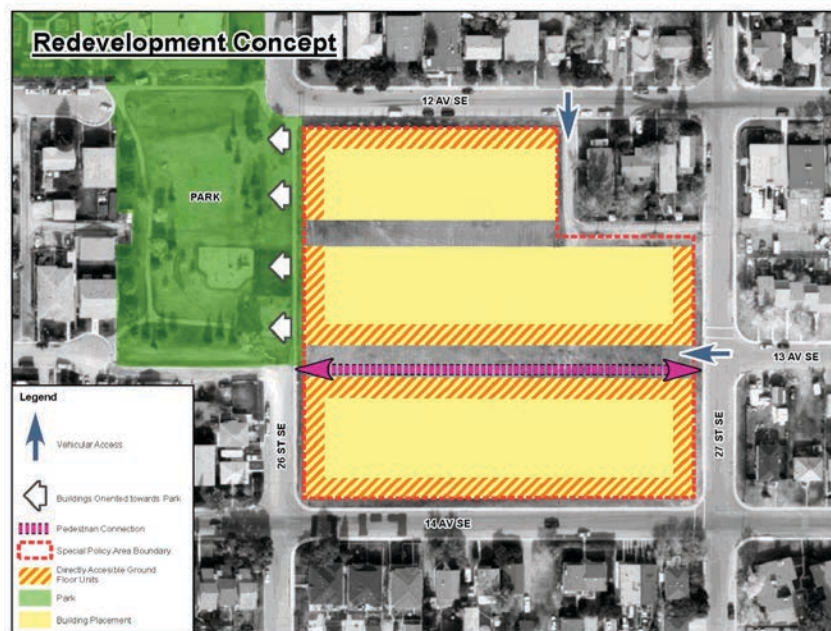 Redevelopment Concept
12 AV SE
PARK
13 AV SE
26 ST SE
27 ST SE
14 AV SE
Legend
Vehicular Access
Buildings Oriented towards Park
Pedestrian Connection
Special Policy Area Boundary
Directly Accesible Ground
Floor Units
Park
Building Placement